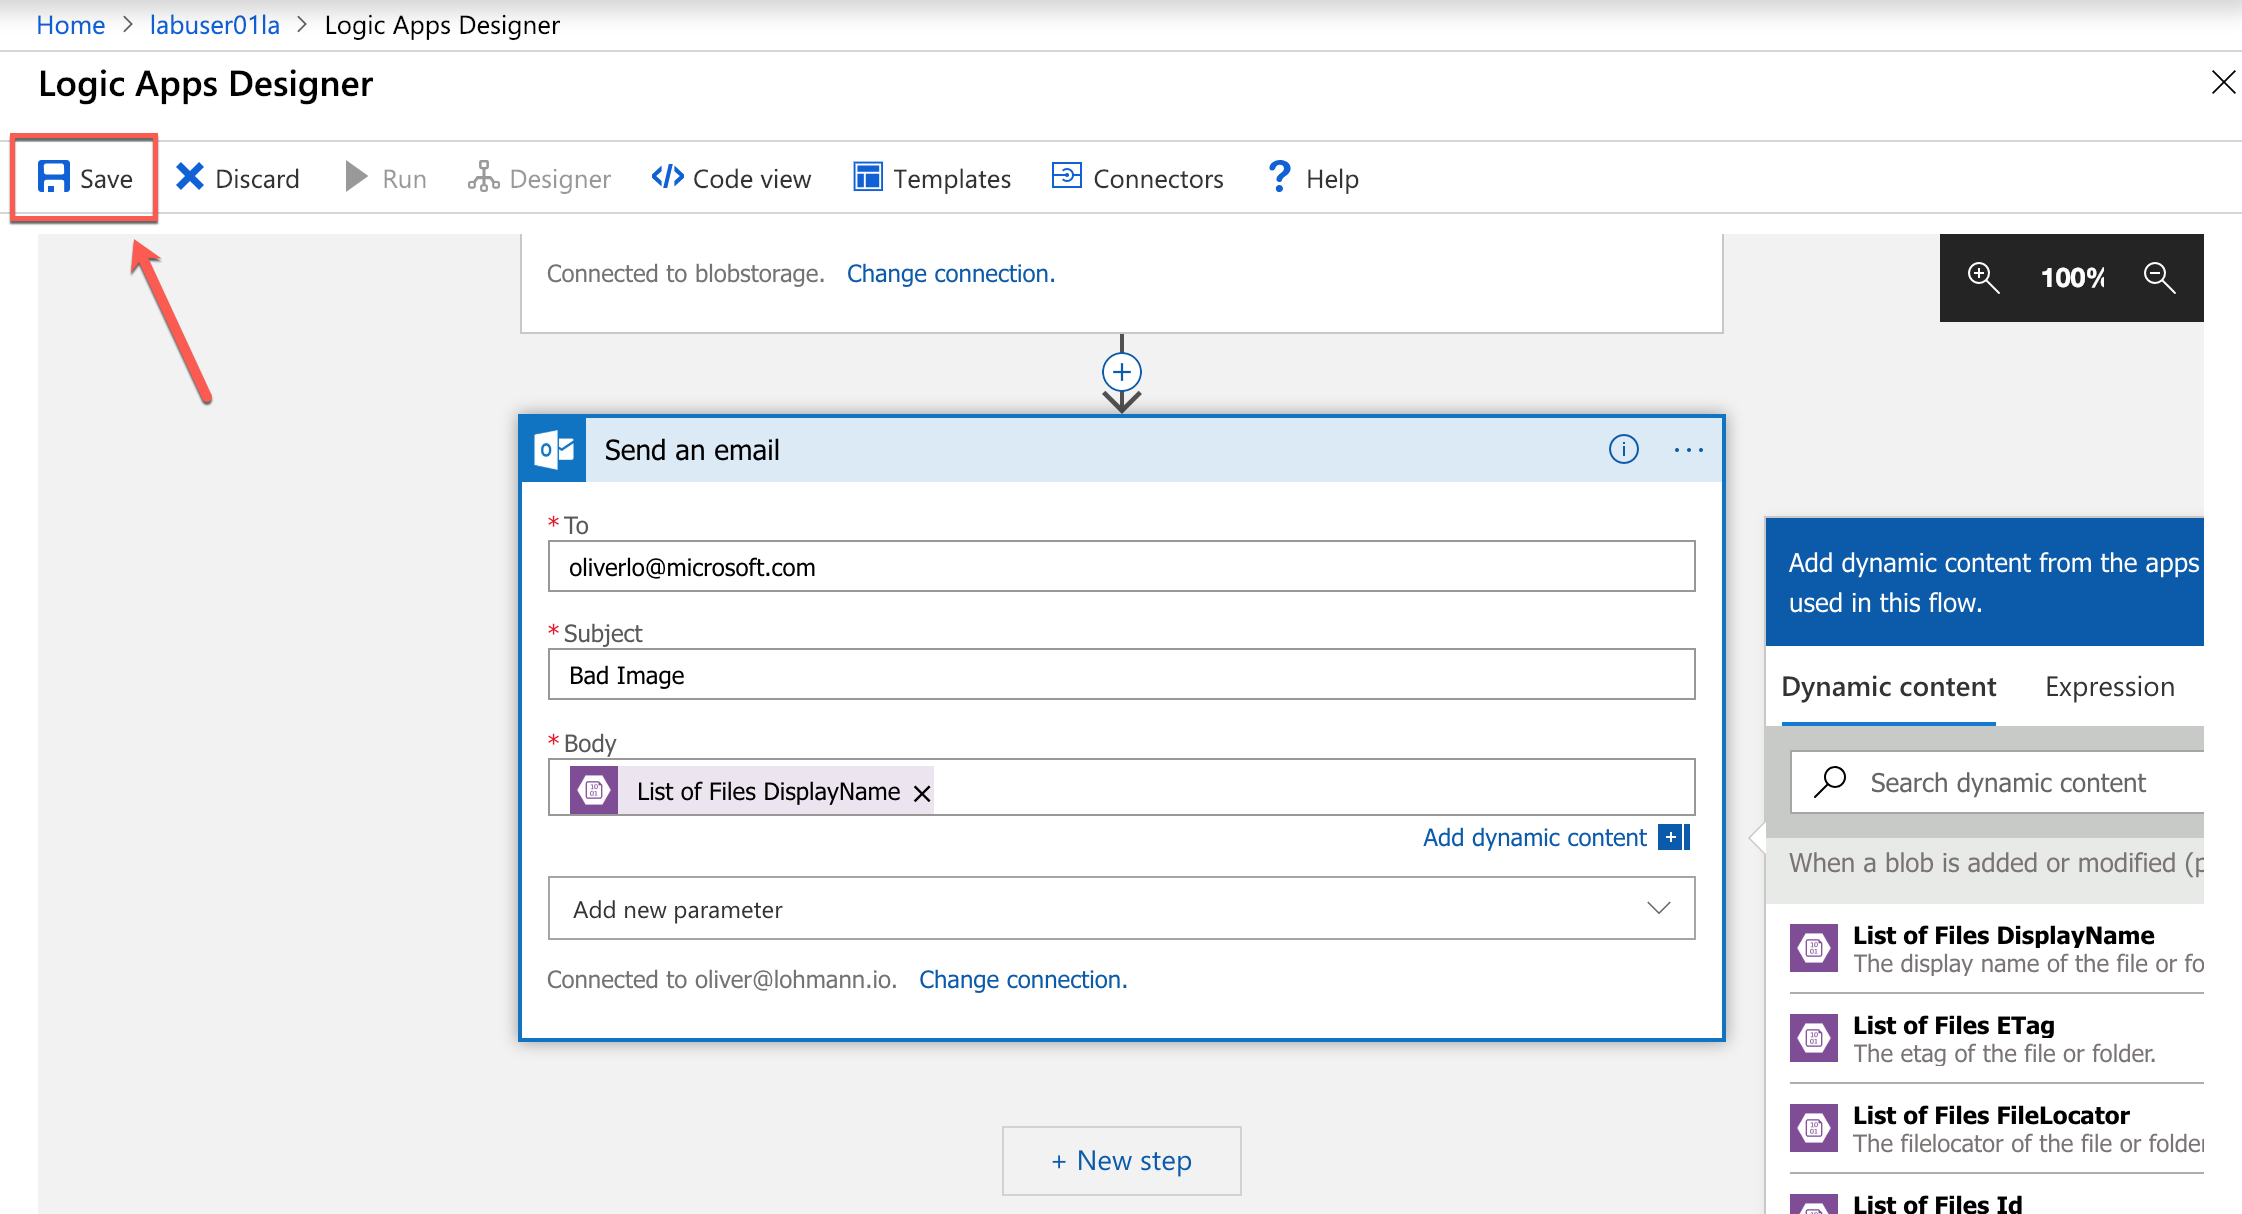 Home > labuser01la > Logic Apps Designer
Logic Apps Designer
Save Discard Run Designer Code view Templates Connectors Help
Connected to blobstorage. Change connection.
100%
Send an email
* To
oliverlo@microsoft.com
* Subject
Bad Image
* Body
List of Files DisplayName
Add dynamic content
Add new parameter
Connected to oliver@lohmann.io. Change connection.
+ New step
Add dynamic content from the apps
used in this flow.
Dynamic content Expression
Search dynamic content
When a blob is added or modified (p
List of Files DisplayName
The display name of the file or fo
List of Files ETag
The etag of the file or folder.
List of Files FileLocator
The filelocator of the file or folder
List of Files Id